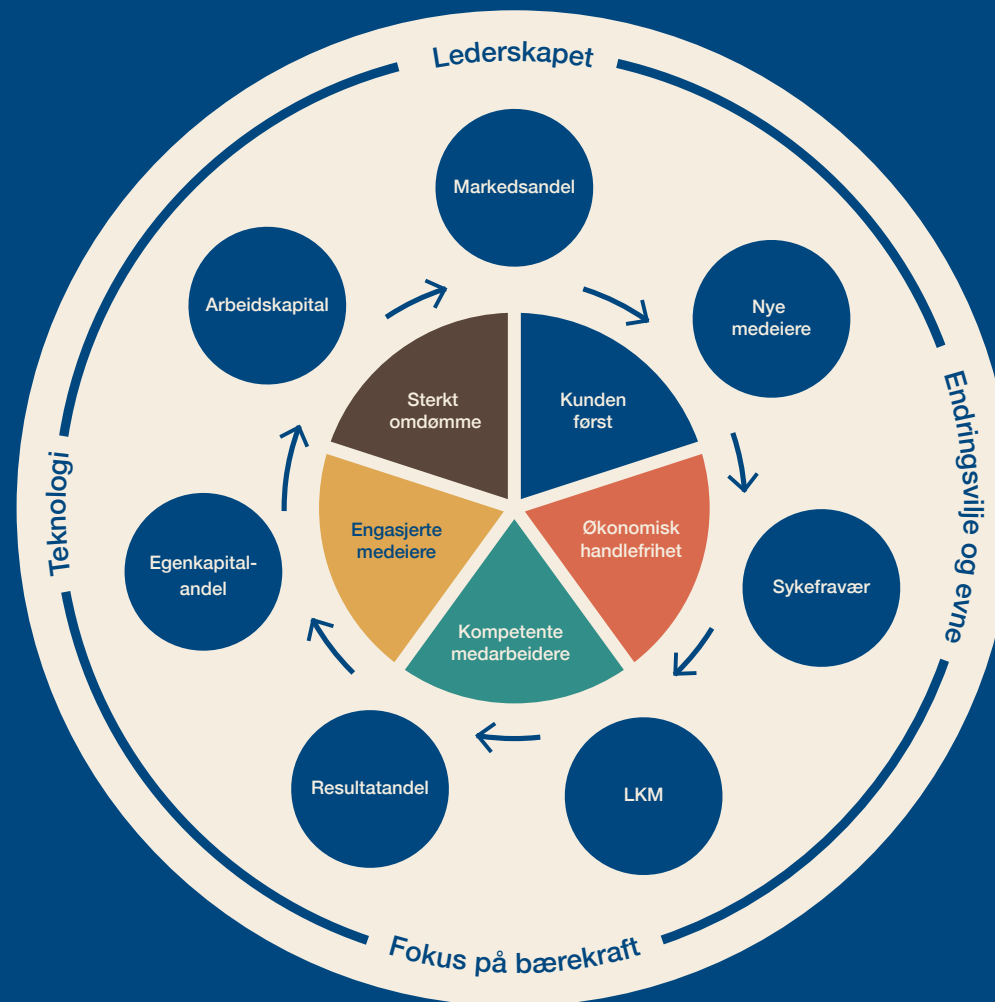 Lederskapet
Markedsandel
Nye
medeiere
Sykefravær
LKM
Resultatandel
Egenkapital-
andel
Arbeidskapital
Kunden
først
Økonomisk
handlefrihet
Kompetente
medarbeidere
Engasjerte
medeiere
Sterkt
omdømme
Endringsvilje og evne
Fokus på bærekraft
Teknologi